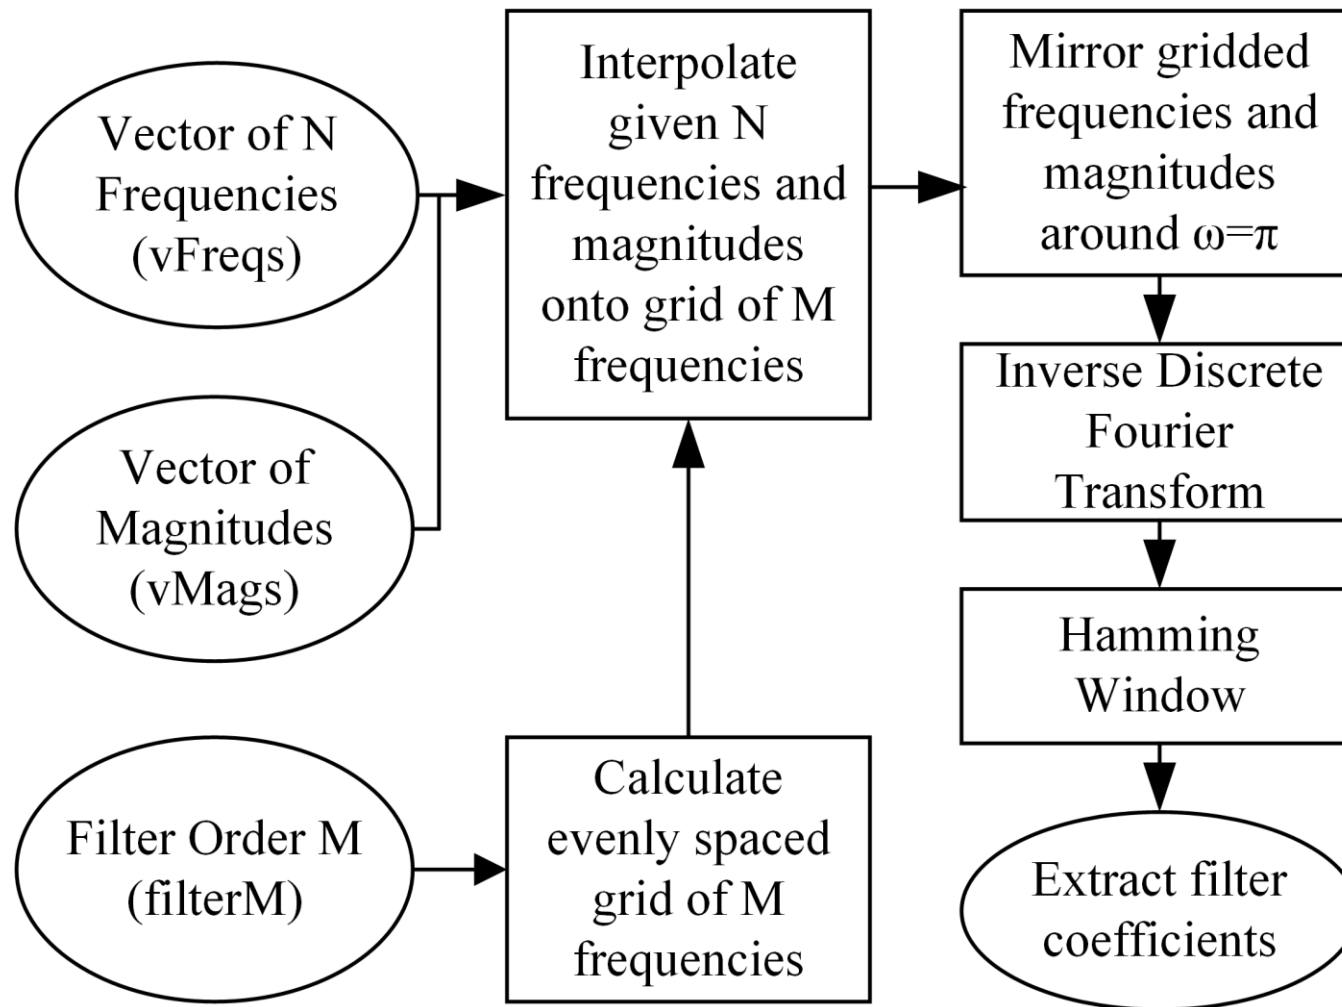 Vector of N
Frequencies
(vFreqs)
Vector of
Magnitudes
(vMags)
Filter Order M
(filterM)
Interpolate
given N
frequencies and
magnitudes
onto grid of M
frequencies
Calculate
evenly spaced
grid of M
frequencies
Mirror gridded
frequencies and
magnitudes
around ω=π
Inverse Discrete
Fourier
Transform
Hamming
Window
Extract filter
coefficients